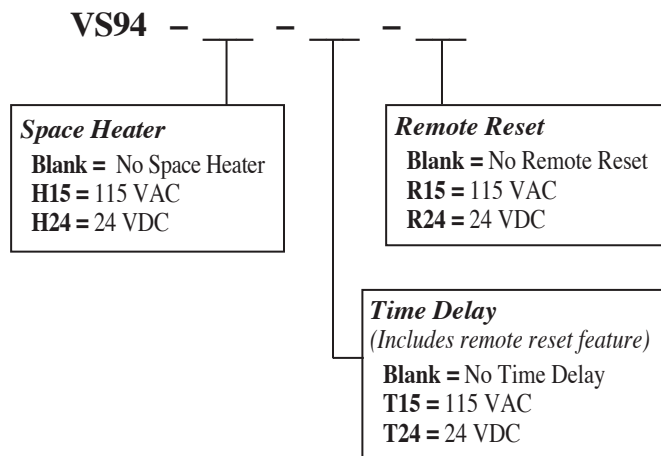 VS94 – ___ – ___ – ___
Space Heater
Blank = No Space Heater
H15 = 115 VAC
H24 = 24 VDC
Remote Reset
Blank = No Remote Reset
R15 = 115 VAC
R24 = 24 VDC
Time Delay
(Includes remote reset feature)
Blank = No Time Delay
T15 = 115 VAC
T24 = 24 VDC